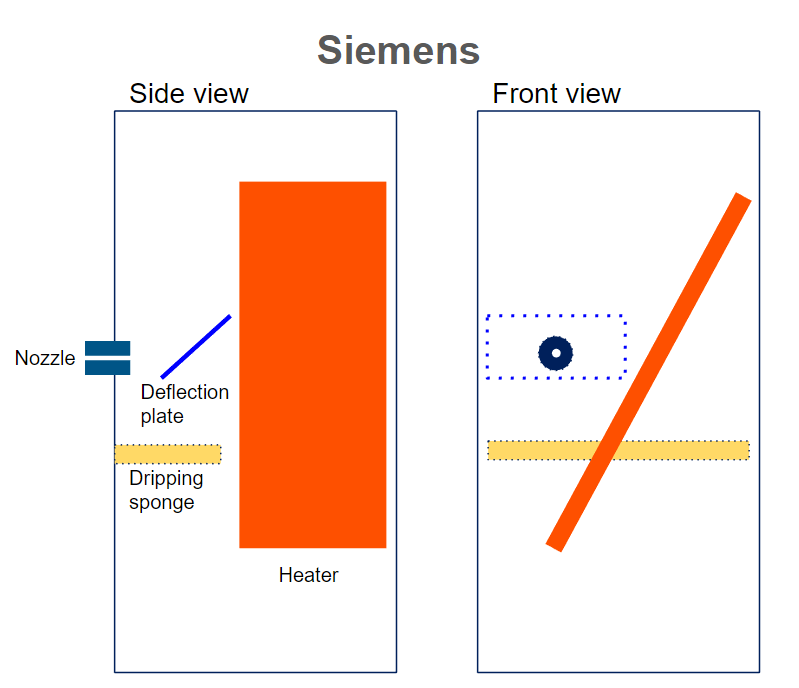 Siemens
Side view
Front view
Nozzle
Deflection
plate
Dripping
sponge
Heater